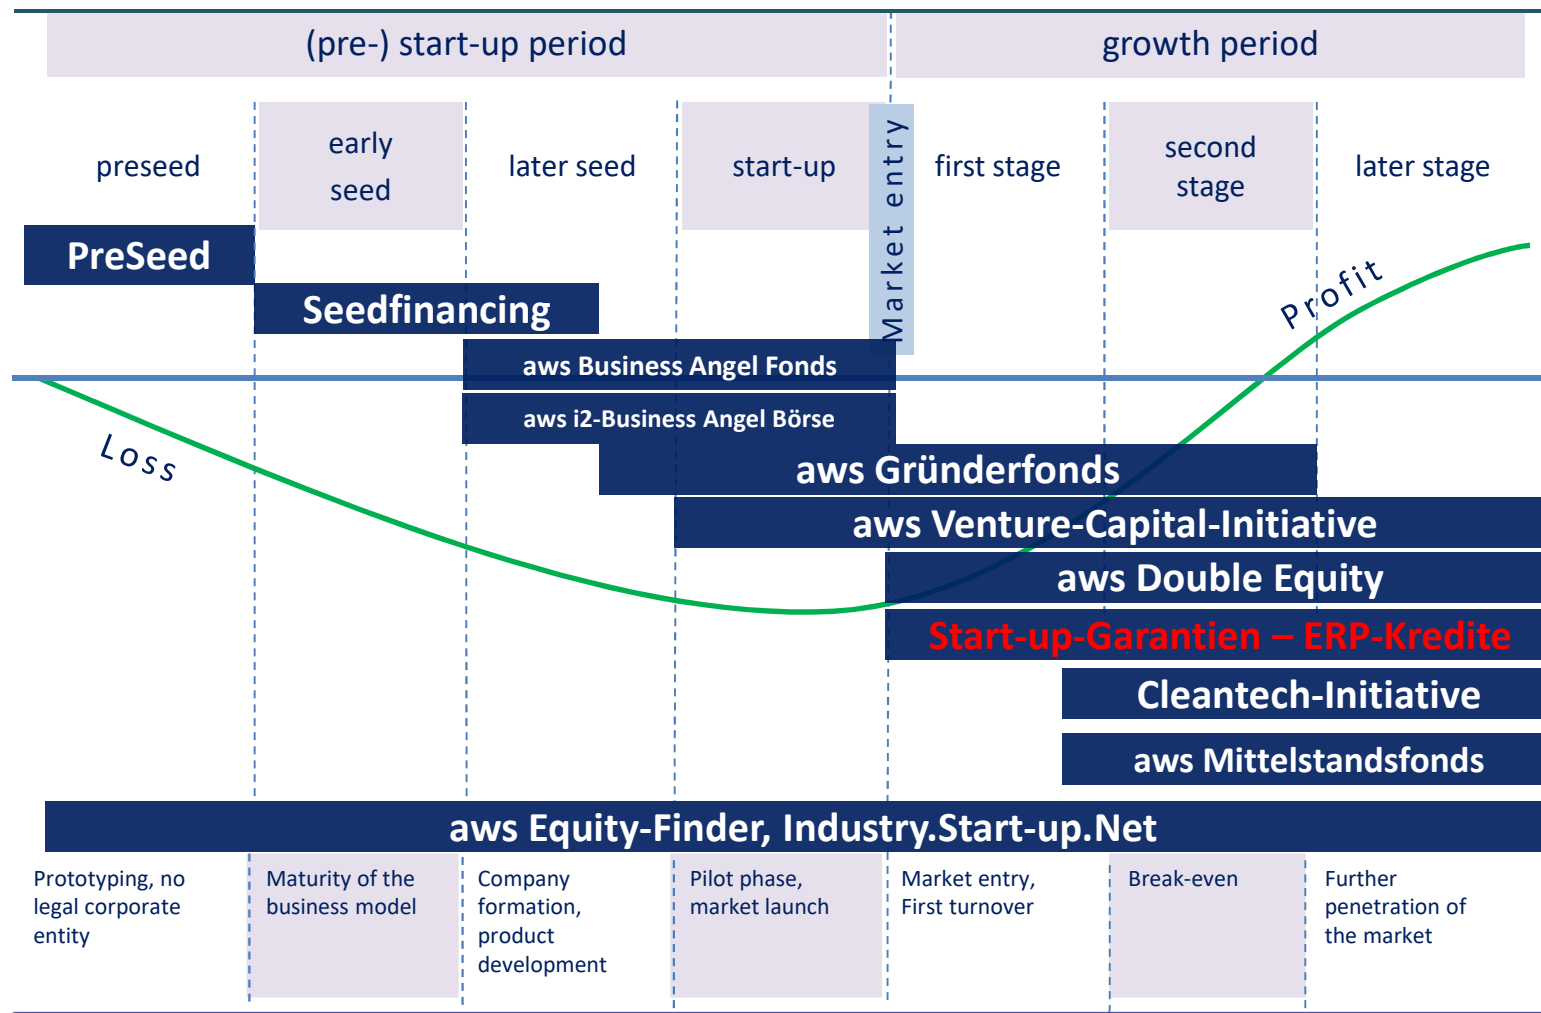 (pre-) start-up period
growth period
preseed
early
seed
later seed
start-up
Market entry
first stage
second
stage
later stage
PreSeed
Seedfinancing
Profit
aws Business Angel Fonds
aws i2-Business Angel Börse
Loss
aws Gründerfonds
aws Venture-Capital-Initiative
aws Double Equity
Start-up-Garantien – ERP-Kredite
Cleantech-Initiative
aws Mittelstandsfonds
aws Equity-Finder, Industry.Start-up.Net
Prototyping, no
legal corporate
entity
Maturity of the
business model
Company
formation,
product
development
Pilot phase,
market launch
Market entry,
First turnover
Break-even
Further
penetration of
the market